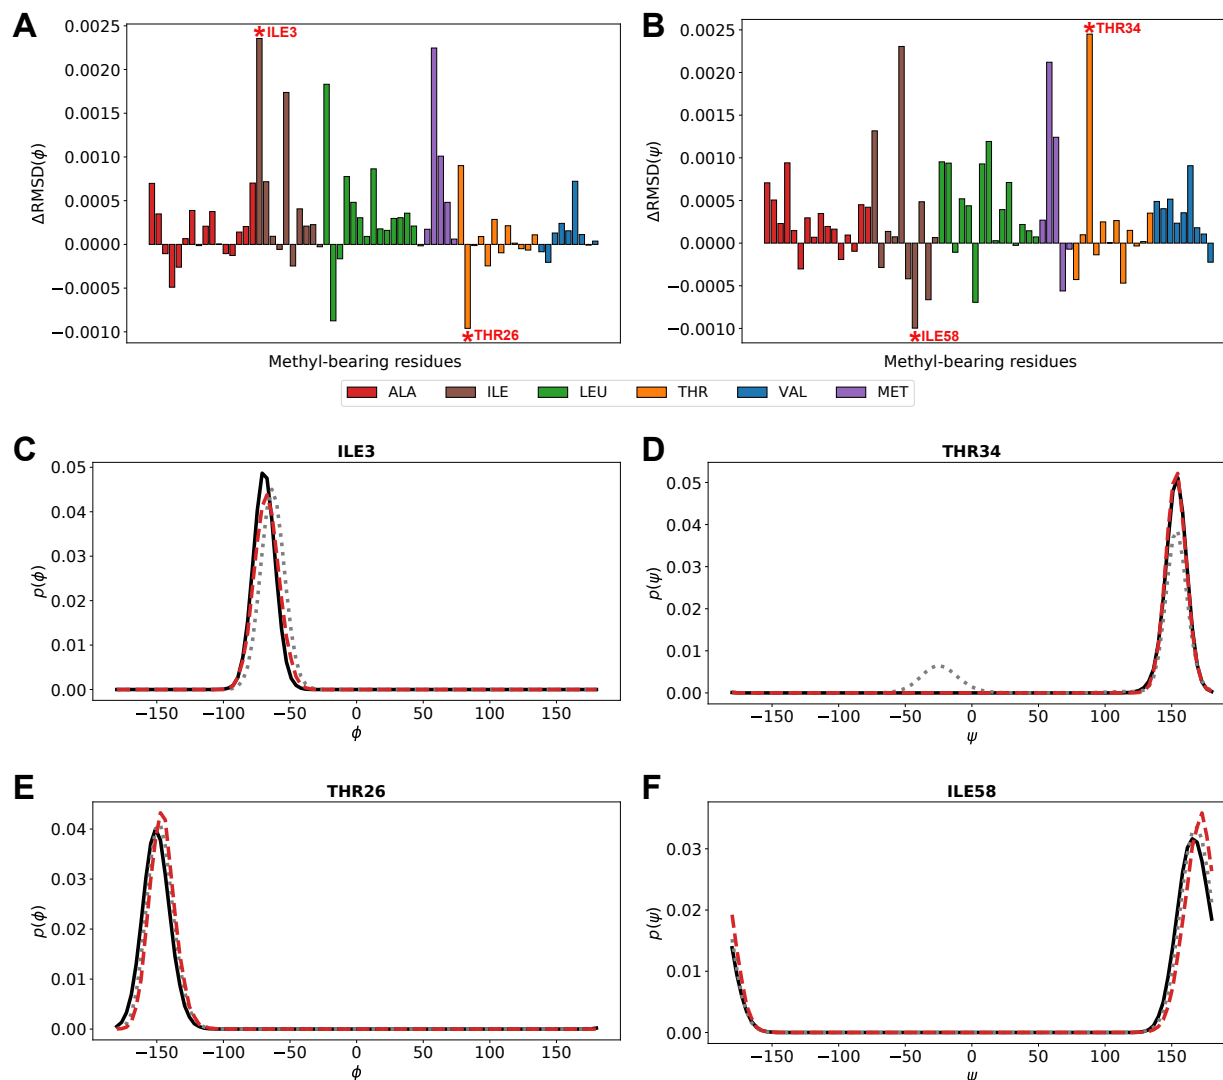 A
B
0.0025
0.0020
0.0015
0.0010
0.0005
0.0000
−0.0005
−0.0010
ΔRMSD(ϕ)
* ILE3
* THR26
Methyl-bearing residues
0.0025
0.0020
0.0015
0.0010
0.0005
0.0000
−0.0005
−0.0010
ΔRMSD(ψ)
* THR34
* ILE58
Methyl-bearing residues
ALA ILE LEU THR VAL MET
C
ILE3
0.05
0.04
0.03
0.02
0.01
0.00
p(ϕ)
−150 −100 −50 0 50 100 150
ϕ
D
THR34
0.05
0.04
0.03
0.02
0.01
0.00
p(ψ)
−150 −100 −50 0 50 100 150
ψ
E
THR26
0.04
0.03
0.02
0.01
0.00
p(ϕ)
−150 −100 −50 0 50 100 150
ϕ
F
ILE58
0.03
0.02
0.01
0.00
p(ψ)
−150 −100 −50 0 50 100 150
ψ